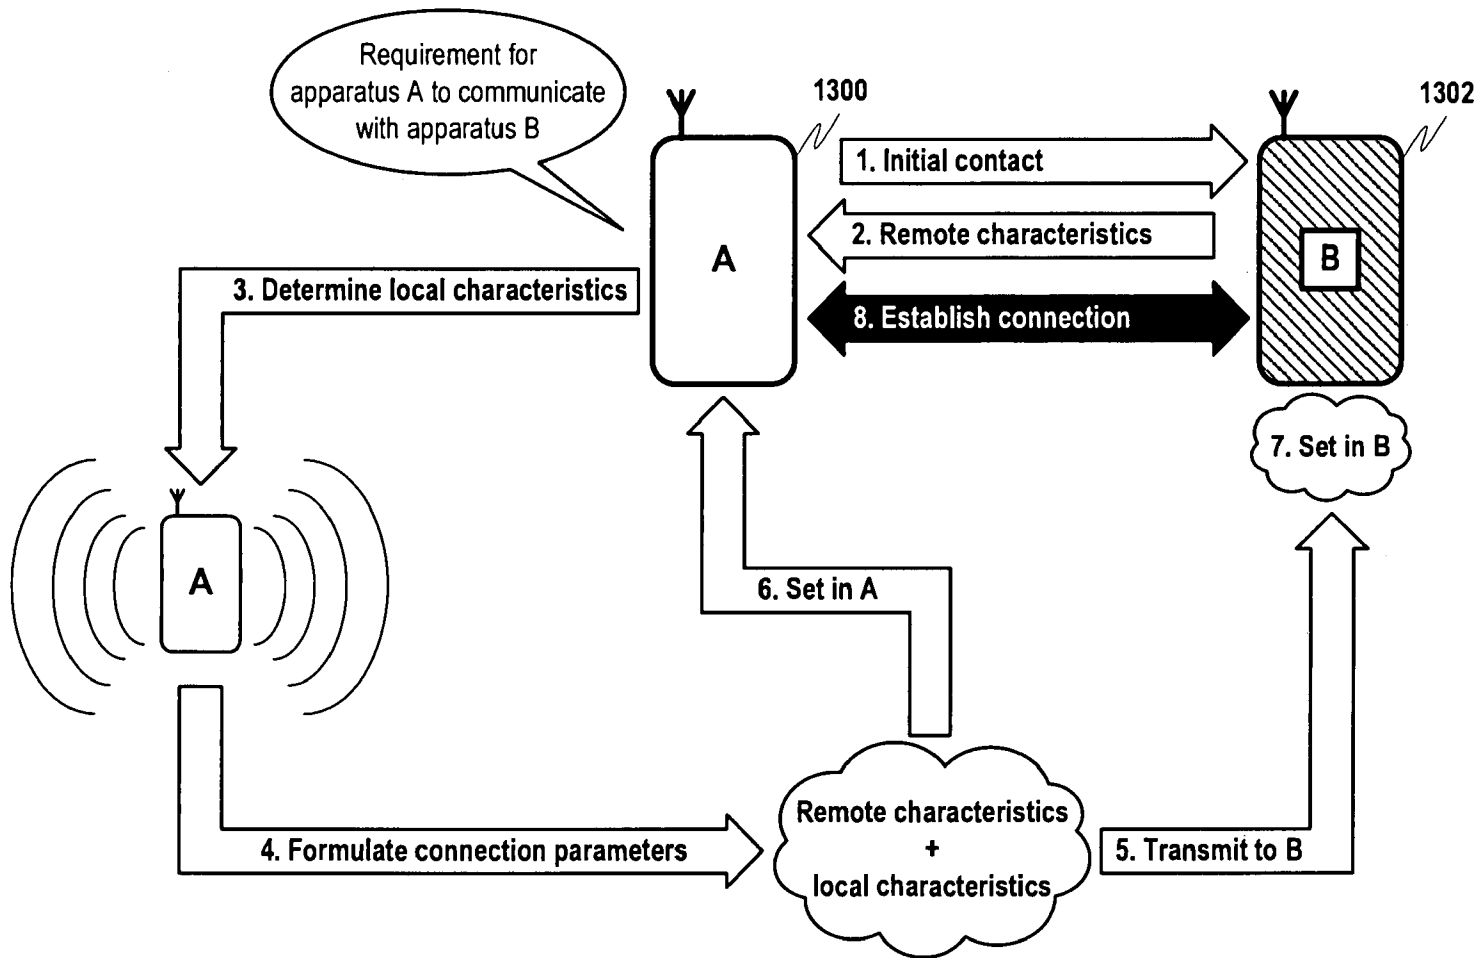 Requirement for
apparatus A to communicate
with apparatus B
1300
1302
1. Initial contact
2. Remote characteristics
A
B
3. Determine local characteristics
8. Establish connection
7. Set in B
A
6. Set in A
Remote characteristics
+
local characteristics
4. Formulate connection parameters
5. Transmit to B